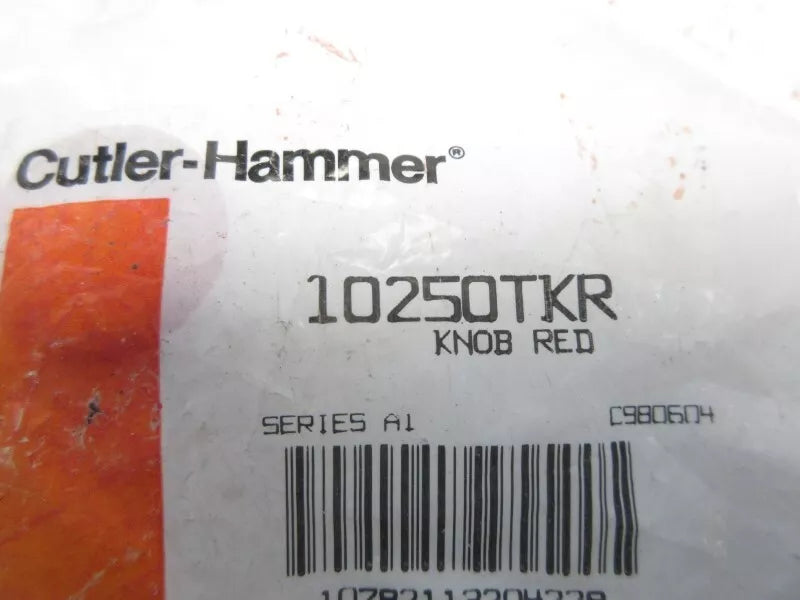 Cutler-Hammer®
10250TKR
KNOB RED
SERIES A1 C980604